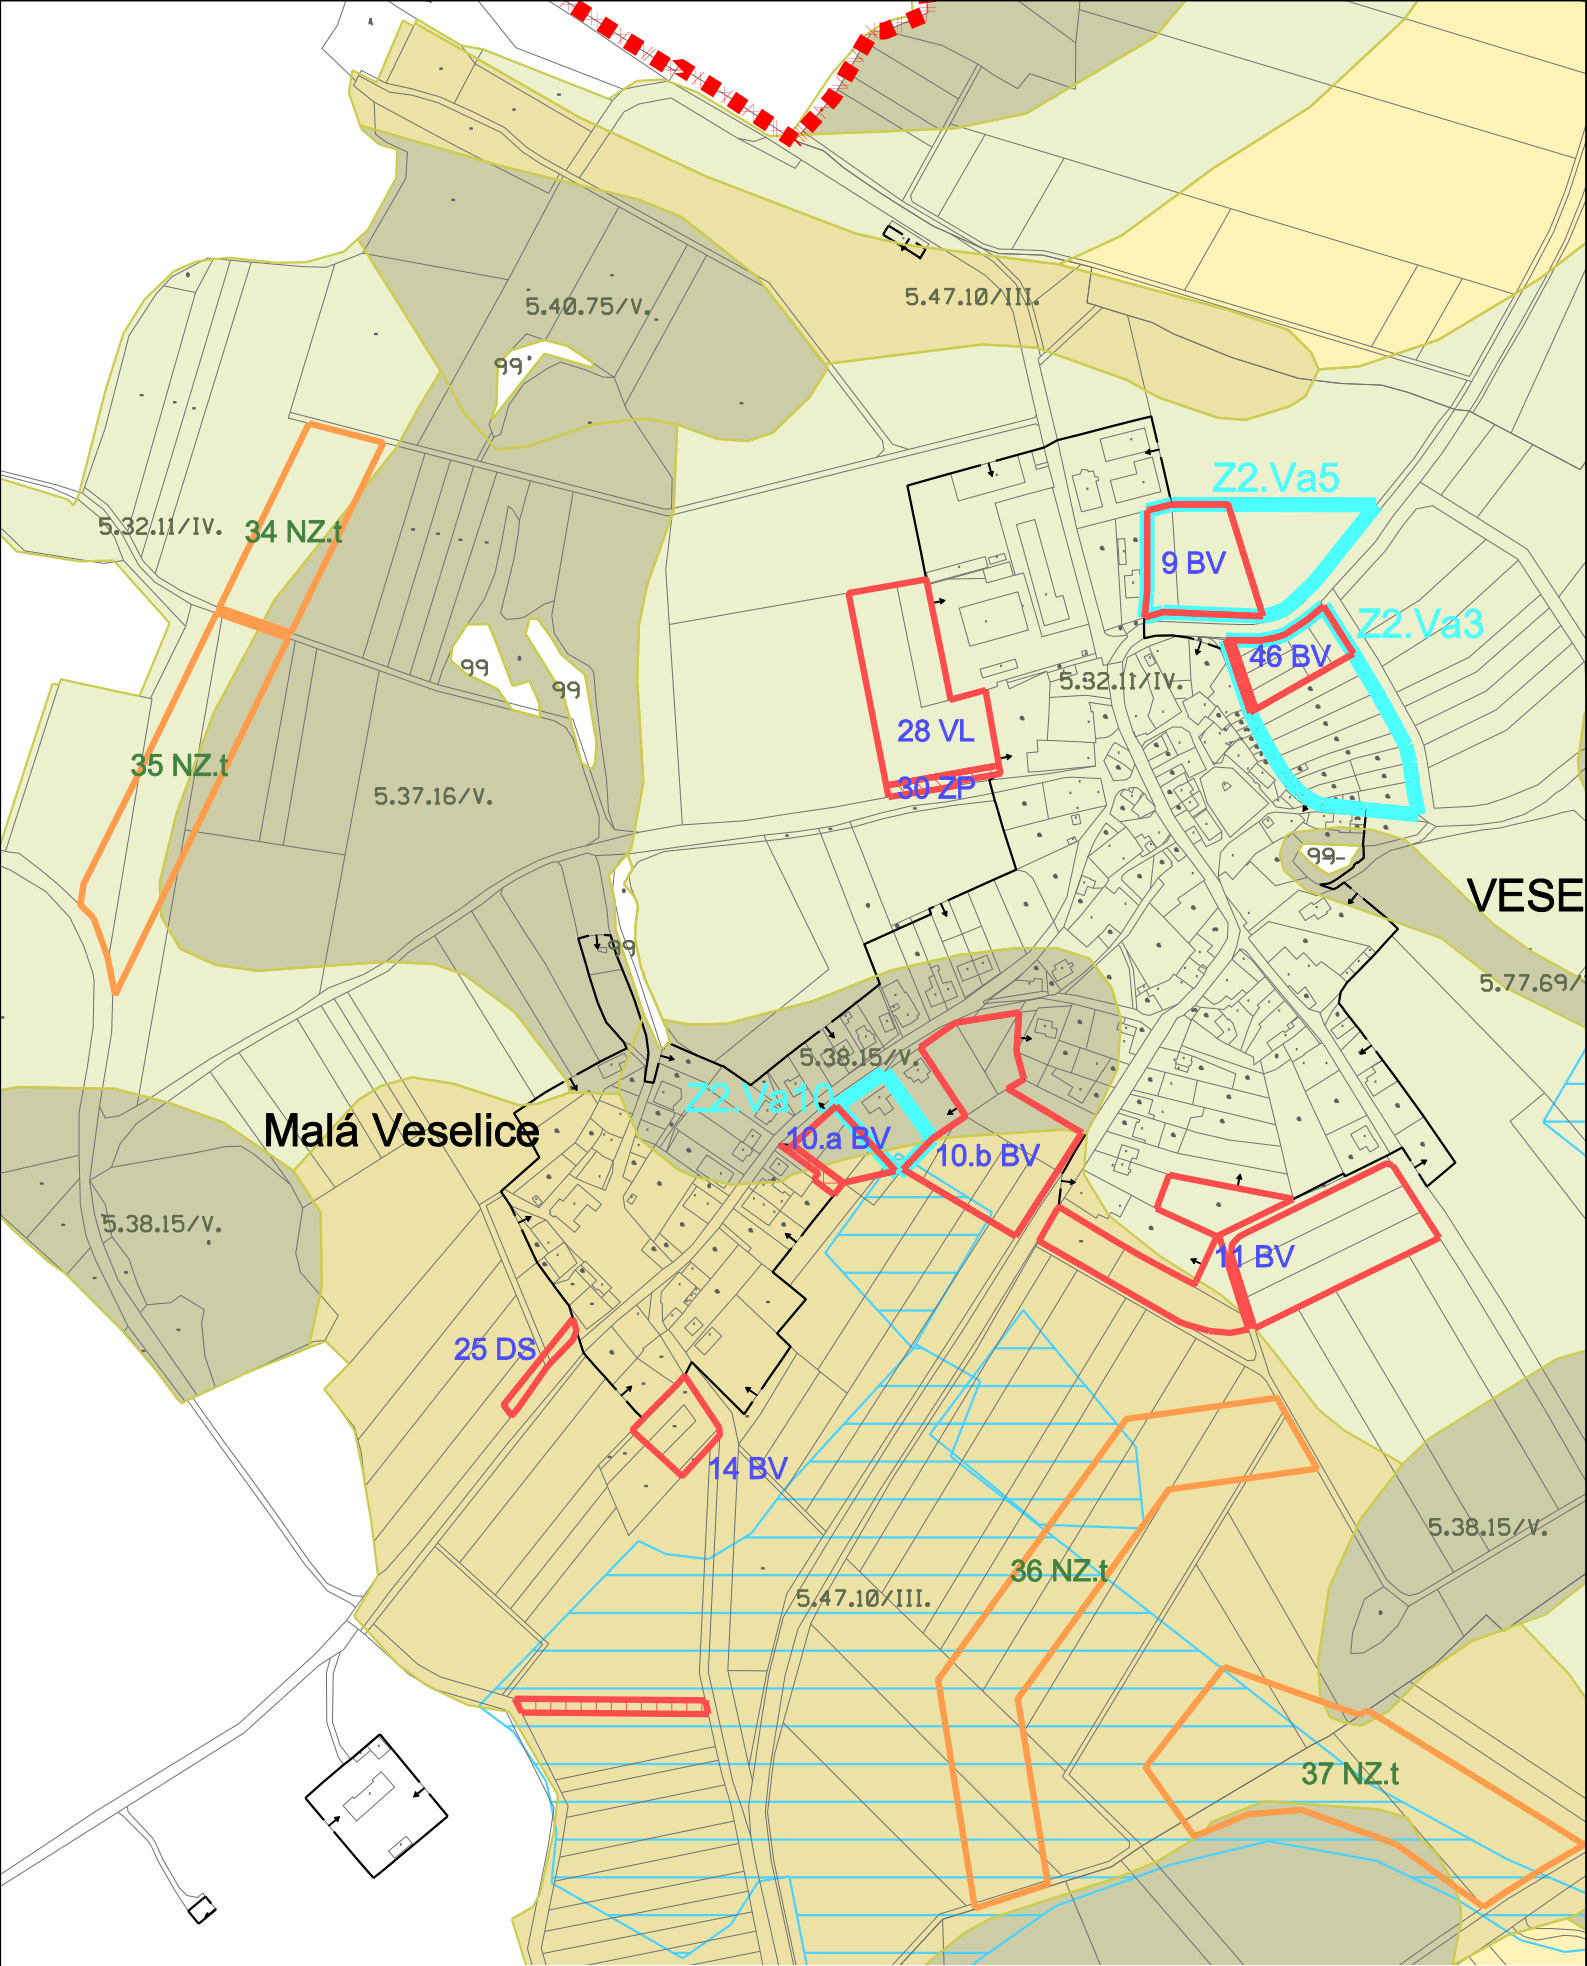 5.47.10/III.
5.40.75/V.
99
Z2.Va5
5.32.11/IV.
34 NZ.t
9 BV
Z2.Va3
46 BV
99
99
5.32.11/IV.
28 VL
35 NZ.t
30 ZP
5.37.16/V.
99
VESE
99
5.77.69/
5.38.15/V.
Z2.Va10
Malá Veselice
10.a BV
10.b BV
5.38.15/V.
11 BV
25 DS
14 BV
5.38.15/V.
36 NZ.t
5.47.10/III.
37 NZ.t